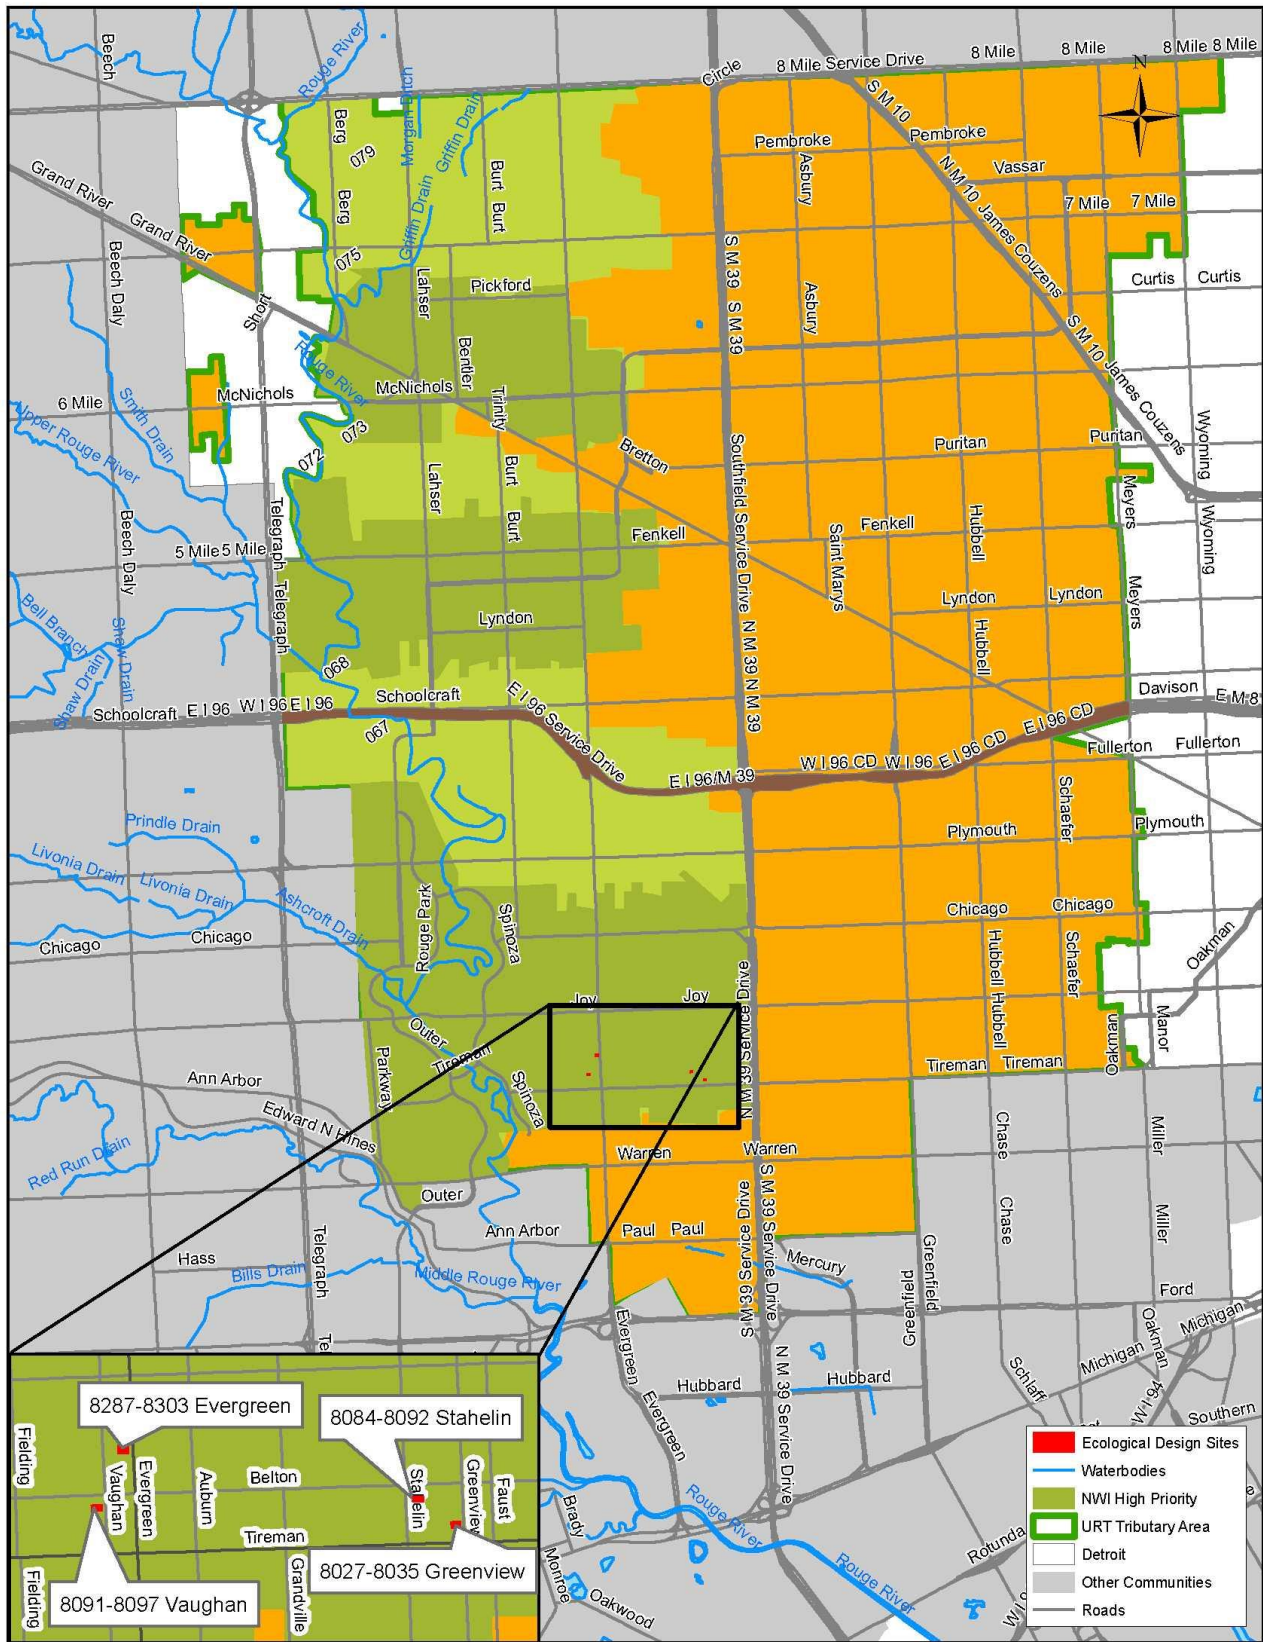 Beech
Rouge River
Morgan Ditch
Griffin Drain
Circle
8 Mile Service Drive
8 Mile
8 Mile
8 Mile
8 Mile
N
S M 10
Berg
079
Pembroke
Pembroke
Grand River
Burt
Asbury
N M 10
Vassar
Berg
Burt
James Couzens
7 Mile
7 Mile
Grand River
Griffin Drain
Beech Daly
075
S M 39
Curtis
Curtis
Lahser
Pickford
Asbury
Short
S M 39
S M 10
Rouge River
Bentler
James Couzens
McNichols
McNichols
6 Mile
Smith Drain
Trinity
Upper Rouge River
073
Wyoming
072
Bretton
Puritan
Puritan
Lahser
Burt
Southfield Service Drive
Meyers
Telegraph
Burt
Hubbell
Wyoming
Beech Daly
Fenkell
Saint Marys
Fenkell
5 Mile
5 Mile
Telegraph
Meyers
Bell Branch
Lyndon
Lyndon
Lyndon
Shaw Drain
Hubbell
N M 39
068
Shaw Drain
Schoolcraft
E I 96 Service Drive
N M 39
Davison
E M 8
Schoolcraft
E I 96
W I 96
E I 96
067
E I 96 CD
Fullerton
Fullerton
E I 96/M 39
W I 96 CD
W I 96
E I 96 CD
Schaefer
Prindle Drain
Plymouth
Plymouth
Livonia Drain
Livonia Drain
Ashcroft Drain
Rouge Park
Spinoza
Chicago
Chicago
Chicago
Chicago
Hubbell
Schaefer
Oakman
Joy
Joy
N M 39 Service Drive
Hubbell
Outer
Manor
Oakman
Tireman
Tireman
Tireman
Ann Arbor
Parkway
Spinoza
Edward N Hines
Chase
Miller
Red Run Drain
Warren
Warren
Outer
S M 39 Service Drive
S M 39 Service Drive
Chase
Miller
Ann Arbor
Paul
Paul
Hass
Telegraph
Greenfield
Mercury
Bills Drain
Middle Rouge River
Greenfield
Ford
Evergreen
Oakman
Michigan
Te
N M 39 Service Drive
Michigan
Schlaff
W I 94
Hubbard
Hubbard
Evergreen
Southern
8287-8303 Evergreen
8084-8092 Stahelin
Fielding
Vaughan
Evergreen
Auburn
Belton
Stahelin
Greenview
Faust
Tireman
Brady
Rouge River
8027-8035 Greenview
Fielding
8091-8097 Vaughan
Grandville
Monroe
Oakwood
Rouge River
Rotunda
W I 9
Ecological Design Sites
Waterbodies
NWI High Priority
URT Tributary Area
Detroit
Other Communities
Roads